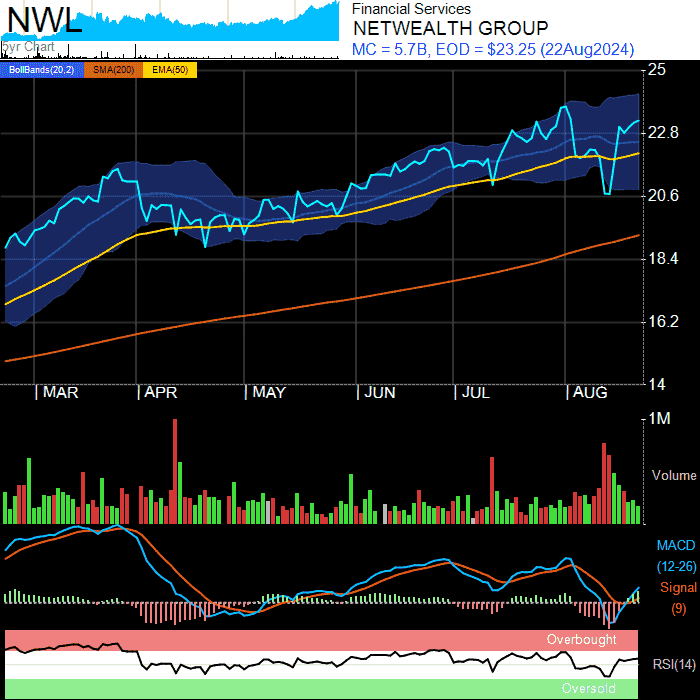 NWL
5yr Chart
Financial Services
NETWEALTH GROUP
MC = 5.7B, EOD = $23.25 (22Aug2024)
BollBands(20,2) SMA(200) EMA(50)
25
22.8
20.6
18.4
16.2
14
| MAR | APR | MAY | JUN | JUL | AUG
1M
Volume
MACD
(12-26)
Signal
(9)
Overbought
RSI(14)
Oversold